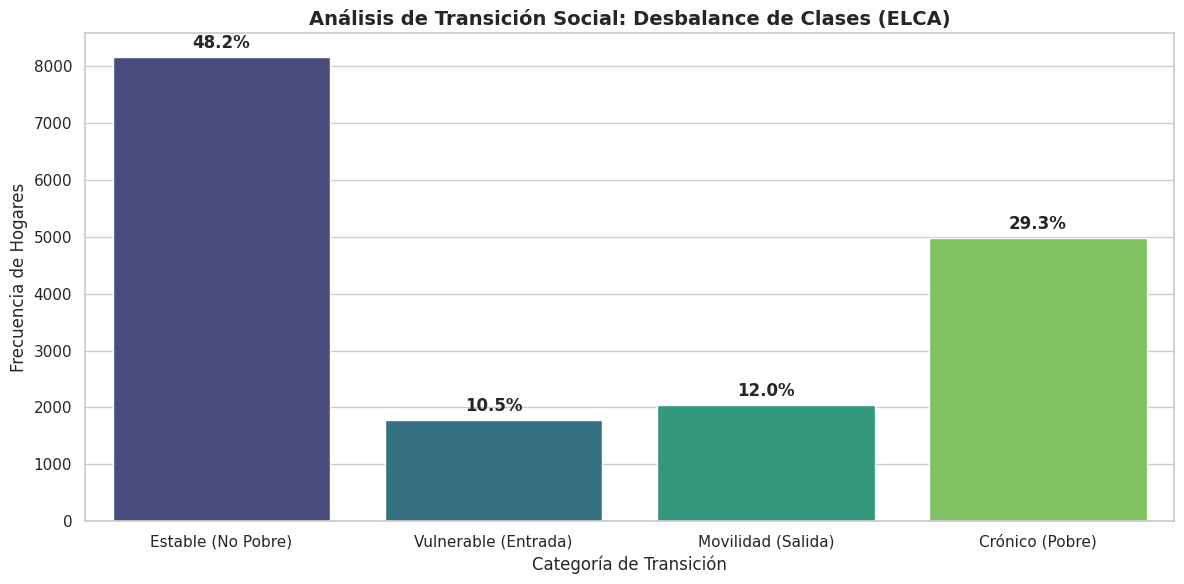 Análisis de Transición Social: Desbalance de Clases (ELCA)
48.2%
10.5%
12.0%
29.3%
Frecuencia de Hogares
8000
7000
6000
5000
4000
3000
2000
1000
0
Estable (No Pobre)
Vulnerable (Entrada)
Movilidad (Salida)
Crónico (Pobre)
Categoría de Transición